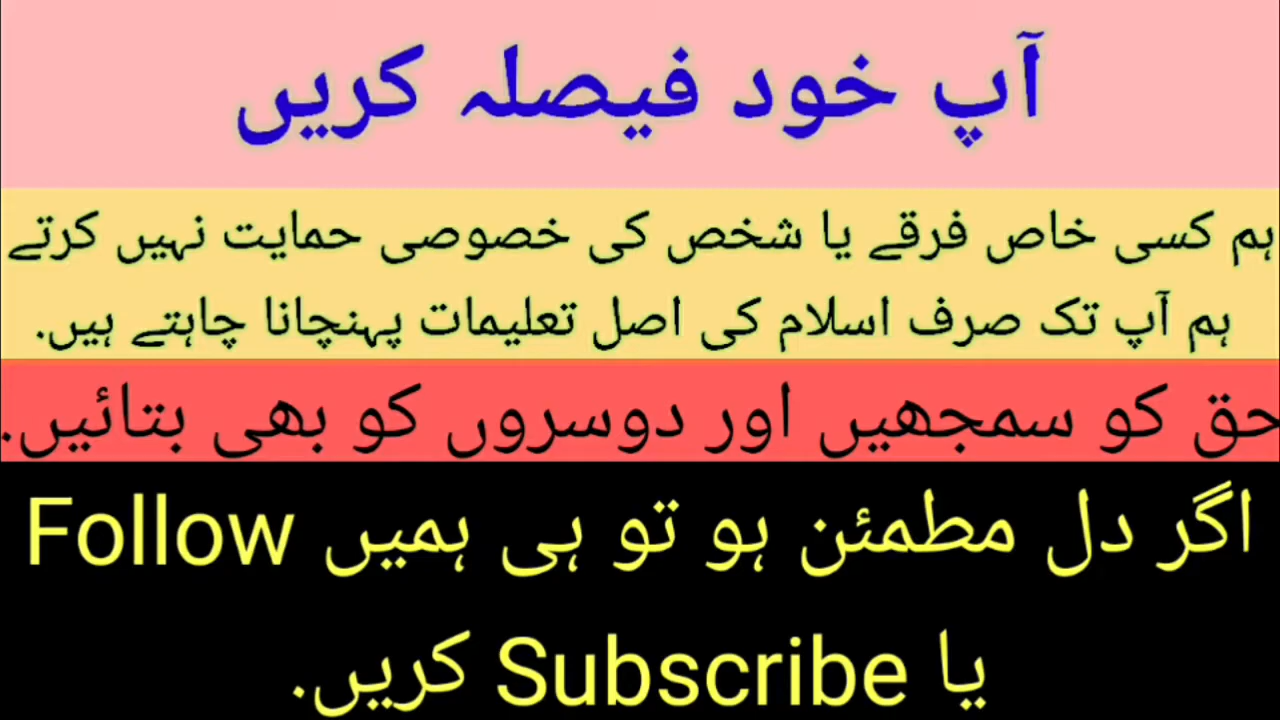 آپ خود فیصلہ کریں
ہم کسی خاص فرقے یا شخص کی خصوصی حمایت نہیں کرتے
ہم آپ تک صرف اسلام کی اصل تعلیمات پہنچانا چاہتے ہیں.
حق کو سمجھیں اور دوسروں کو بھی بتائیں.
اگر دل مطمئن ہو تو ہی ہمیں Follow
یا Subscribe کریں.